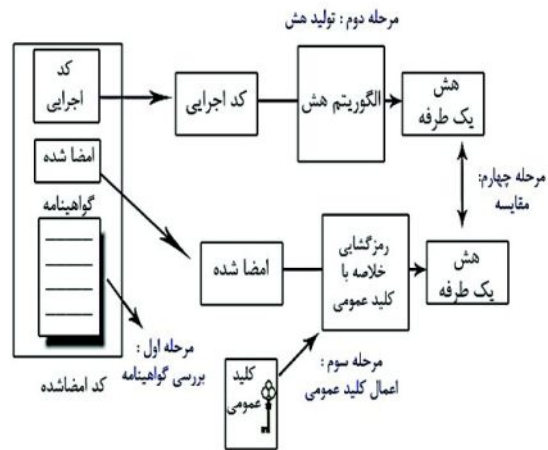 مرحله دوم : تولید هش
کد
اجرایی
کد اجرایی
الگوریتم هش
هش
یک طرفه
امضا شده
گواهینامه
مرحله چهارم:
مقایسه
امضا شده
رمزگشایی
خلاصه با
کلید عمومی
هش
یک طرفه
مرحله اول :
بررسی گواهینامه
کد امضاشده
مرحله سوم :
اعمال کلید عمومی
کلید
عمومی